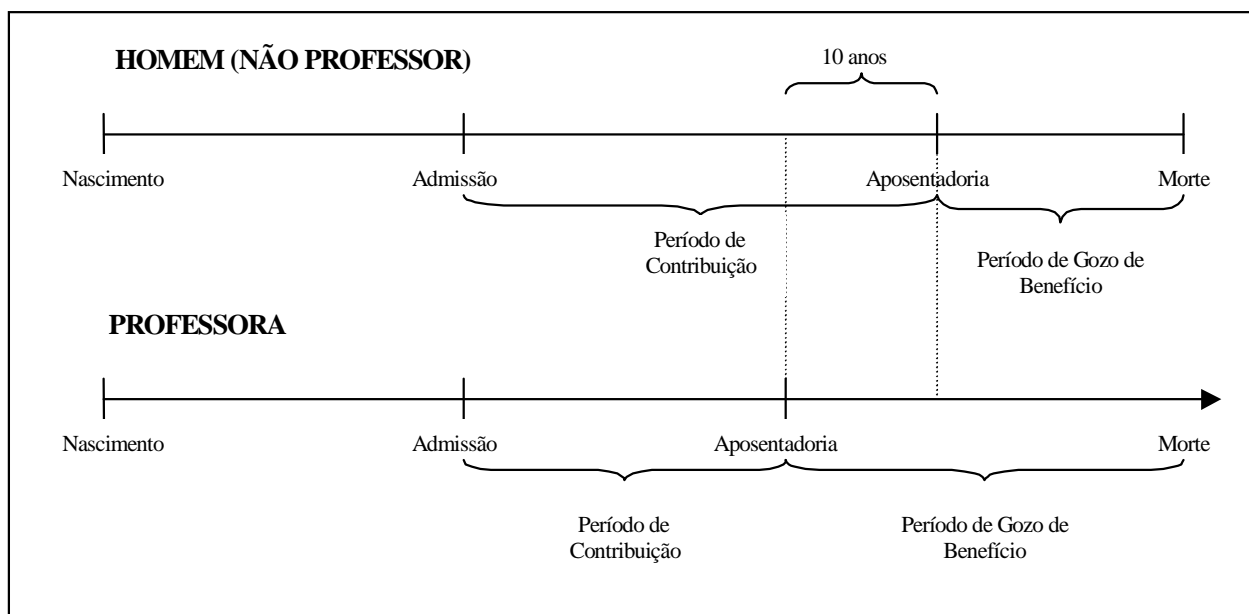 HOMEM (NÃO PROFESSOR)
10 anos
Nascimento
Admissão
Aposentadoria
Morte
Período de
Contribuição
Período de Gozo de
Benefício
PROFESSORA
Nascimento
Admissão
Aposentadoria
Morte
Período de
Contribuição
Período de Gozo de
Benefício